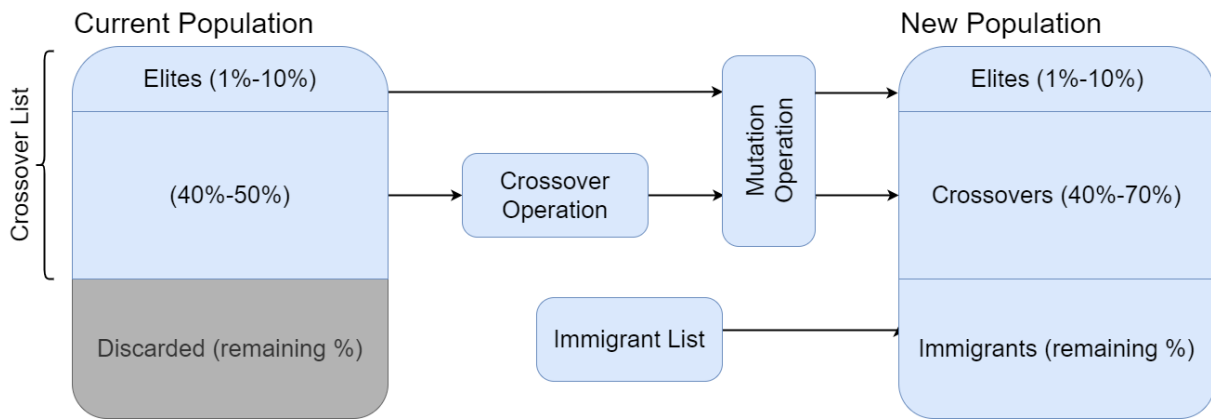 Current Population
New Population
Crossover List
Elites (1%-10%)
(40%-50%)
Discarded (remaining %)
Crossover
Operation
Mutation
Operation
Immigrant List
Elites (1%-10%)
Crossovers (40%-70%)
Immigrants (remaining %)